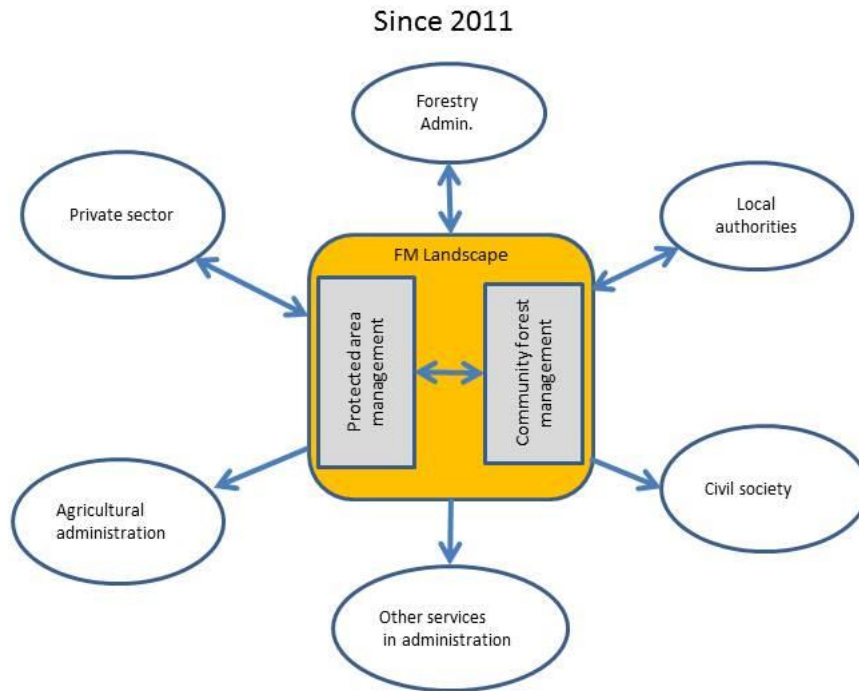 Since 2011
Forestry
Admin.
Private sector
Local
authorities
FM Landscape
Protected area
management
Community forest
management
Agricultural
administration
Civil society
Other services
in administration